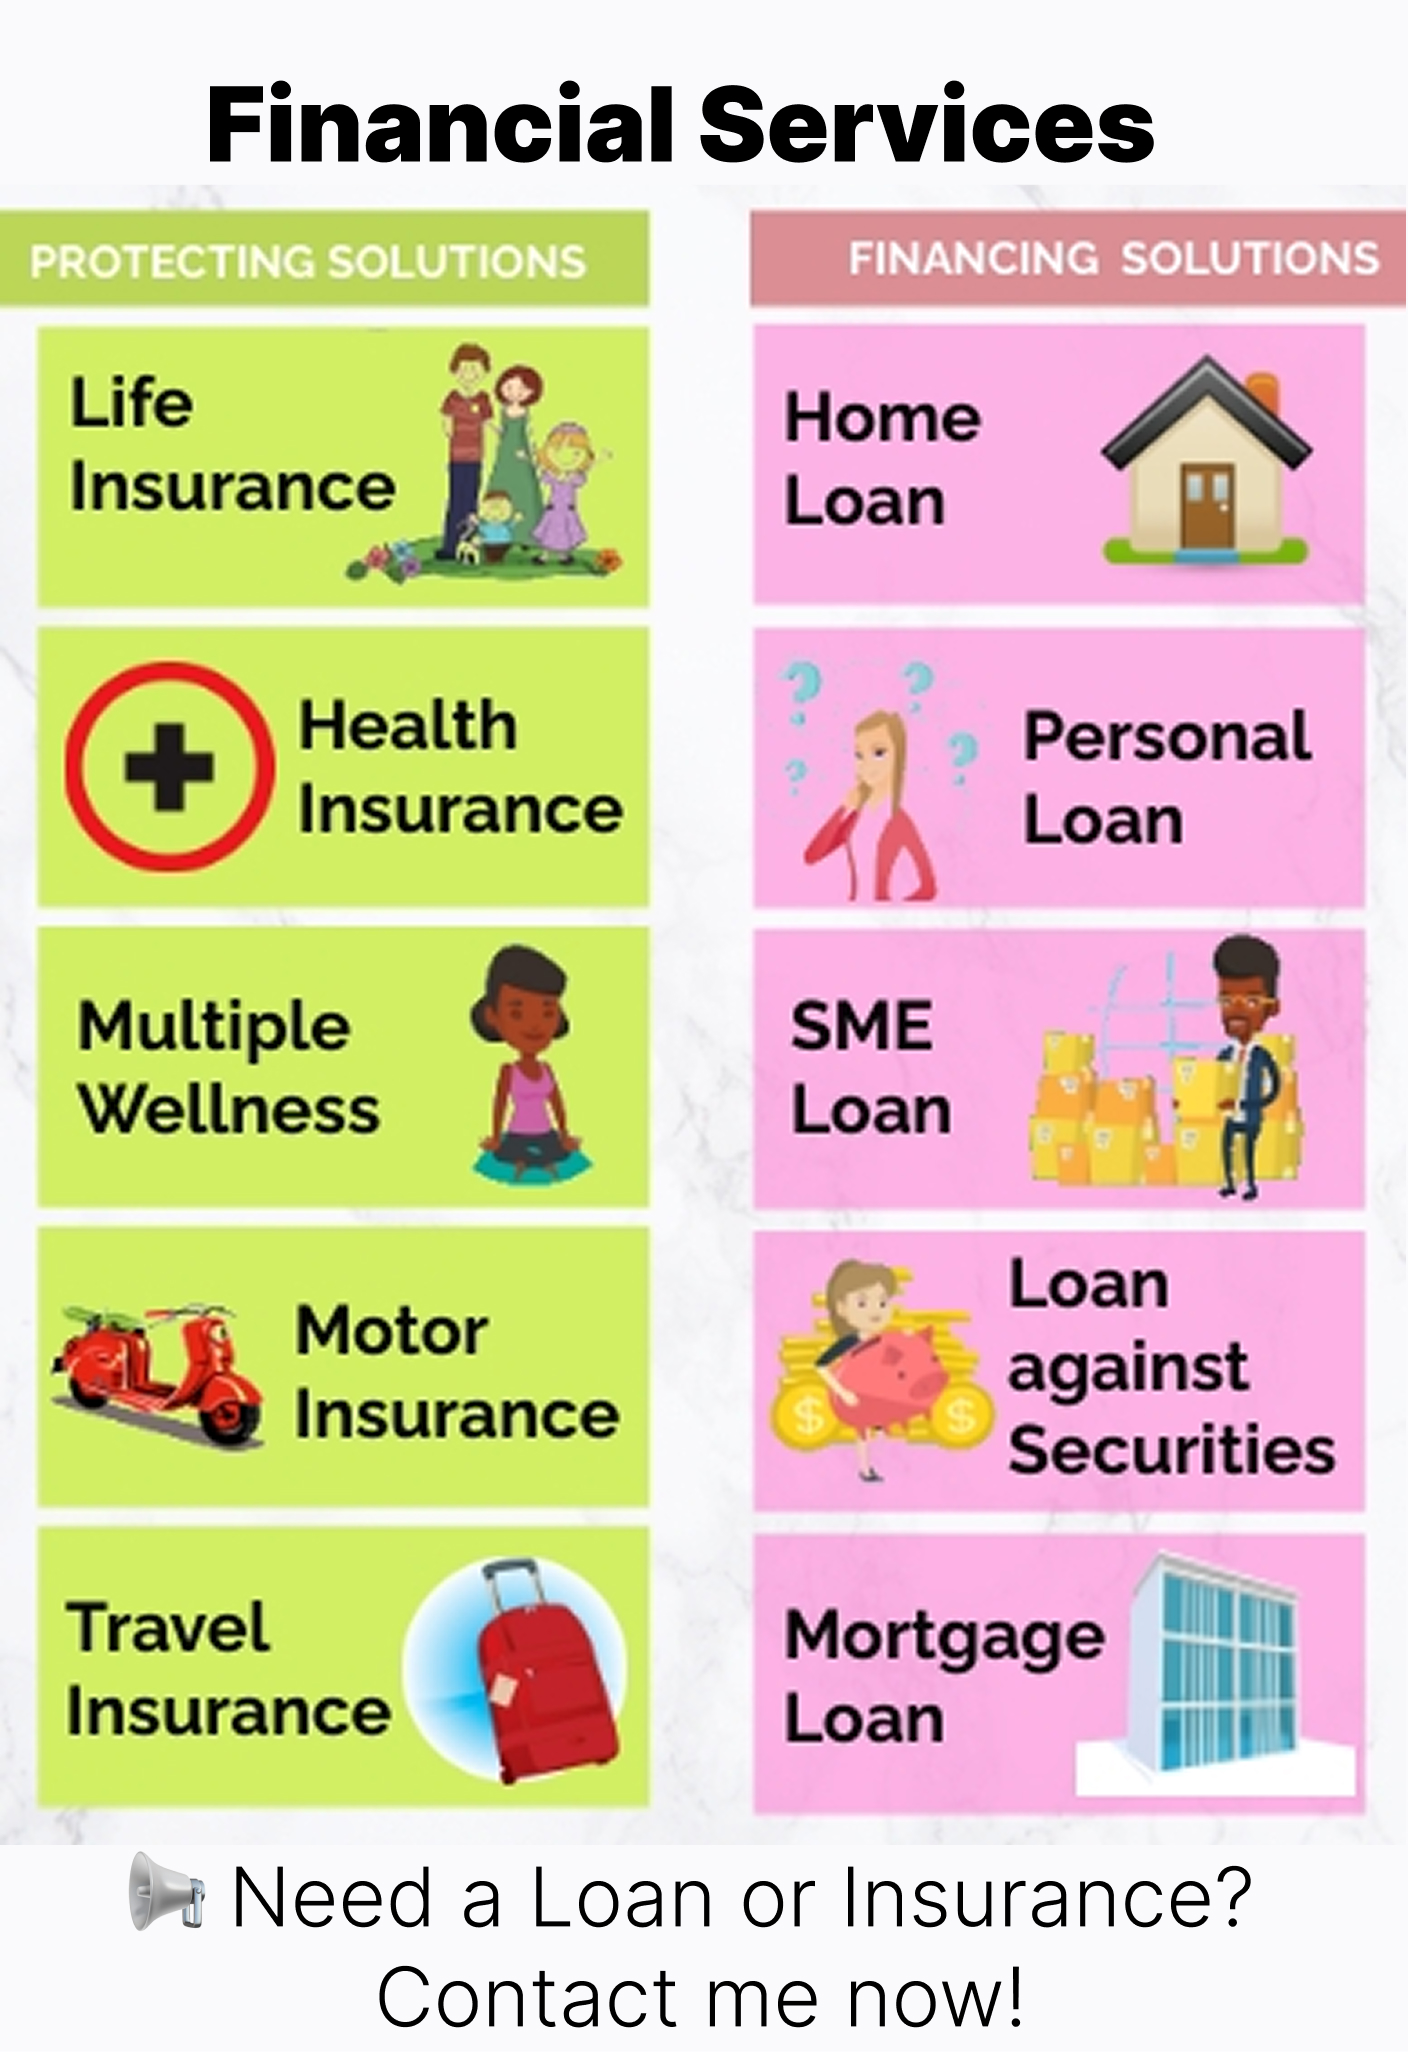 Financial Services
PROTECTING SOLUTIONS
Life
Insurance
Health
Insurance
Multiple
Wellness
Motor
Insurance
Travel
Insurance
FINANCING SOLUTIONS
Home
Loan
Personal
Loan
SME
Loan
Loan
against
Securities
Mortgage
Loan
📢 Need a Loan or Insurance?
Contact me now!